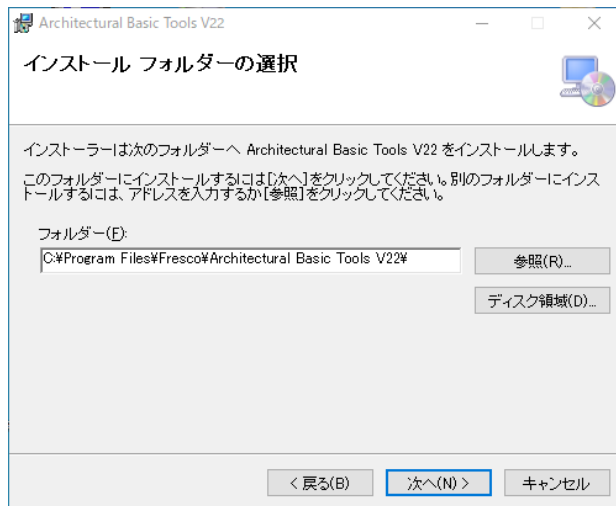 Architectural Basic Tools V22
インストール フォルダーの選択
インストーラーは次のフォルダーへ Architectural Basic Tools V22 をインストールします。
このフォルダーにインストールするには[次へ]をクリックしてください。別のフォルダーにインス
トールするには、アドレスを入力するか[参照]をクリックしてください。
フォルダー(F):
C:¥Program Files¥Fresco¥Architectural Basic Tools V22¥
参照(R)...
ディスク領域(D)...
< 戻る(B)
次へ(N) >
キャンセル